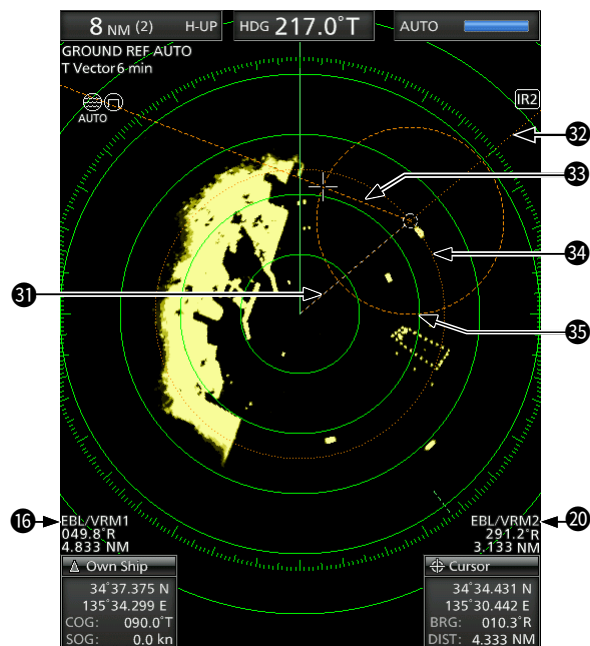 8 NM (2) H-UP HDG 217.0°T AUTO
GROUND REF AUTO
T Vector 6 min
IR2
AUTO
32
33
34
31
35
16 EBL/VRM1 EBL/VRM2 20
049.8°R 291.2°R
4.833 NM 3.133 NM
Own Ship Cursor
34°37.375 N 34°34.431 N
135°34.299 E 135°30.442 E
COG: 090.0°T BRG: 010.3°R
SOG: 0.0 kn DIST: 4.333 NM